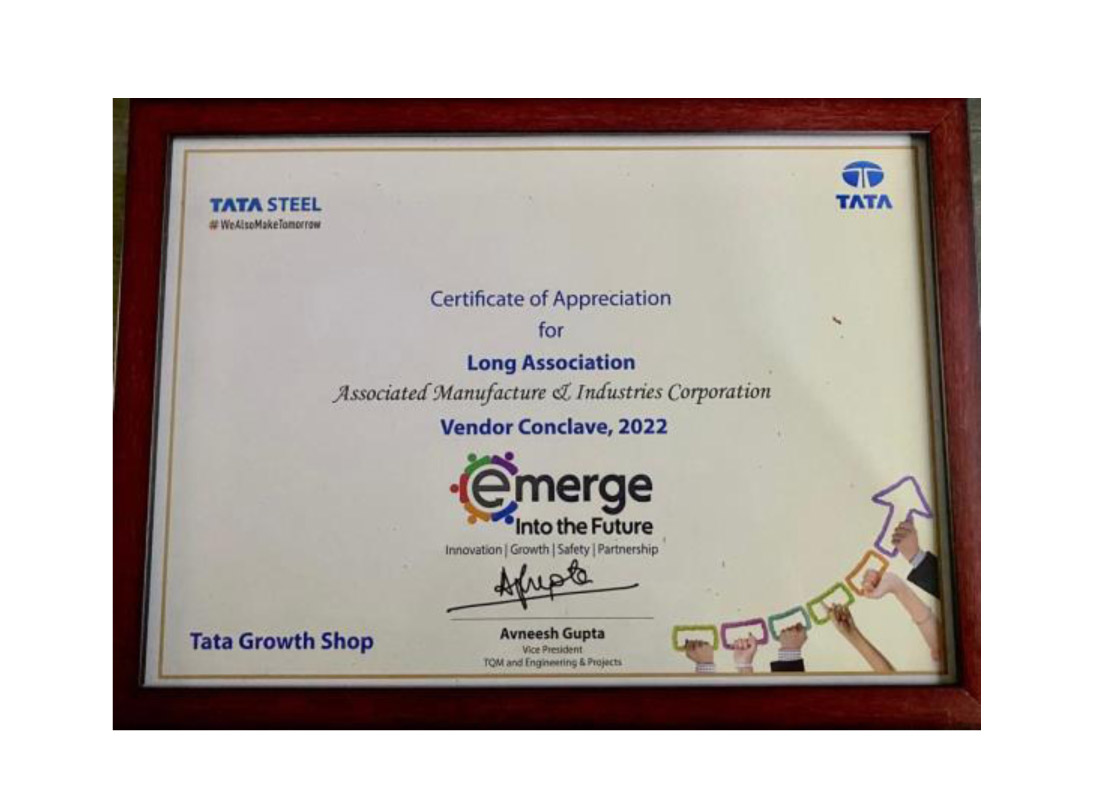 TATA STEEL
# WeAlsoMakeTomorrow
TATA
Certificate of Appreciation
for
Long Association
Associated Manufacture & Industries Corporation
Vendor Conclave, 2022
emerge
Into the Future
Innovation | Growth | Safety | Partnership
AGupta
Avneesh Gupta
Vice President
TQM and Engineering & Projects
Tata Growth Shop